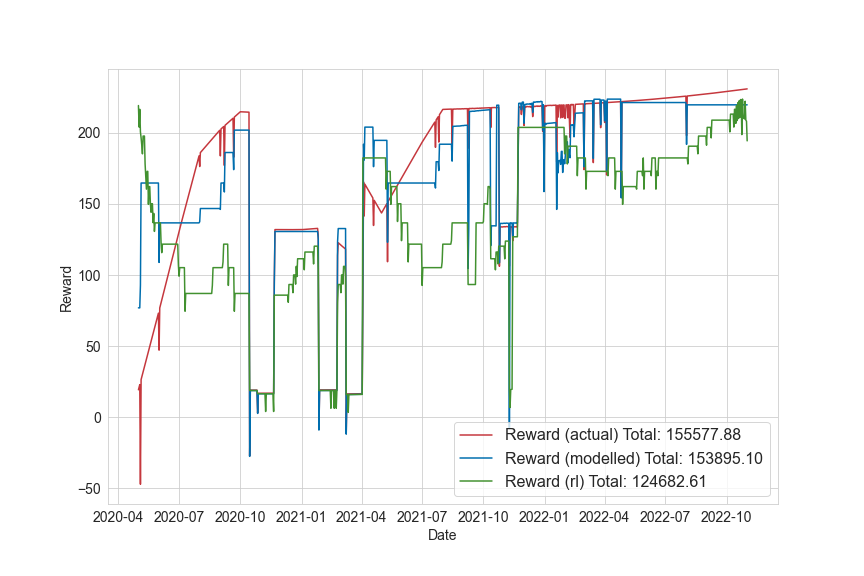 200
150
100
50
0
−50
Reward
2020-04 2020-07 2020-10 2021-01 2021-04 2021-07 2021-10 2022-01 2022-04 2022-07 2022-10
Date
Reward (actual) Total: 155577.88
Reward (modelled) Total: 153895.10
Reward (rl) Total: 124682.61